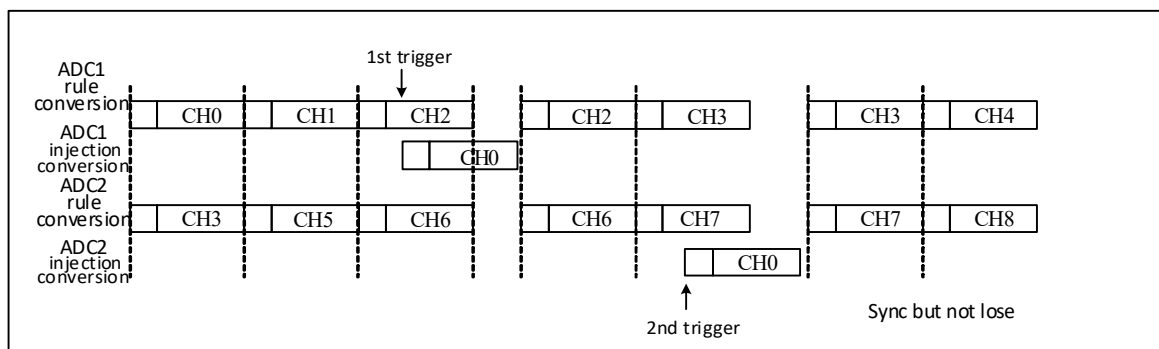 1st trigger
ADC1
rule
conversion
CH0 CH1 CH2 CH2 CH3 CH3 CH4
ADC1
injection
conversion
CH0
ADC2
rule
conversion
CH3 CH5 CH6 CH6 CH7 CH7 CH8
ADC2
injection
conversion
CH0
2nd trigger
Sync but not lose